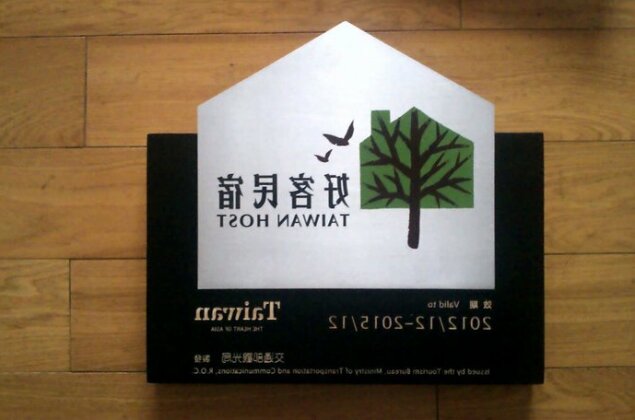 好客民宿
TAIWAN HOST
效期 Valid to
2012/12-2015/12
Taiwan
THE HEART OF ASIA
交通部觀光局 製發
Issued by the Tourism Bureau, Ministry of Transportation and Communications, R.O.C.